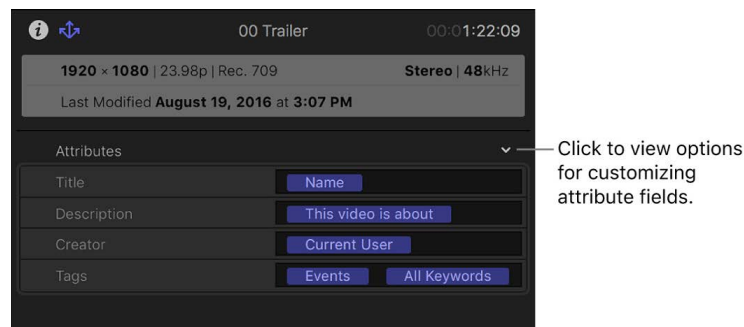 00 Trailer 00:01:22:09
1920 × 1080 | 23.98p | Rec. 709 Stereo | 48kHz
Last Modified August 19, 2016 at 3:07 PM
Attributes
Title Name
Description This video is about
Creator Current User
Tags Events All Keywords
Click to view options
for customizing
attribute fields.